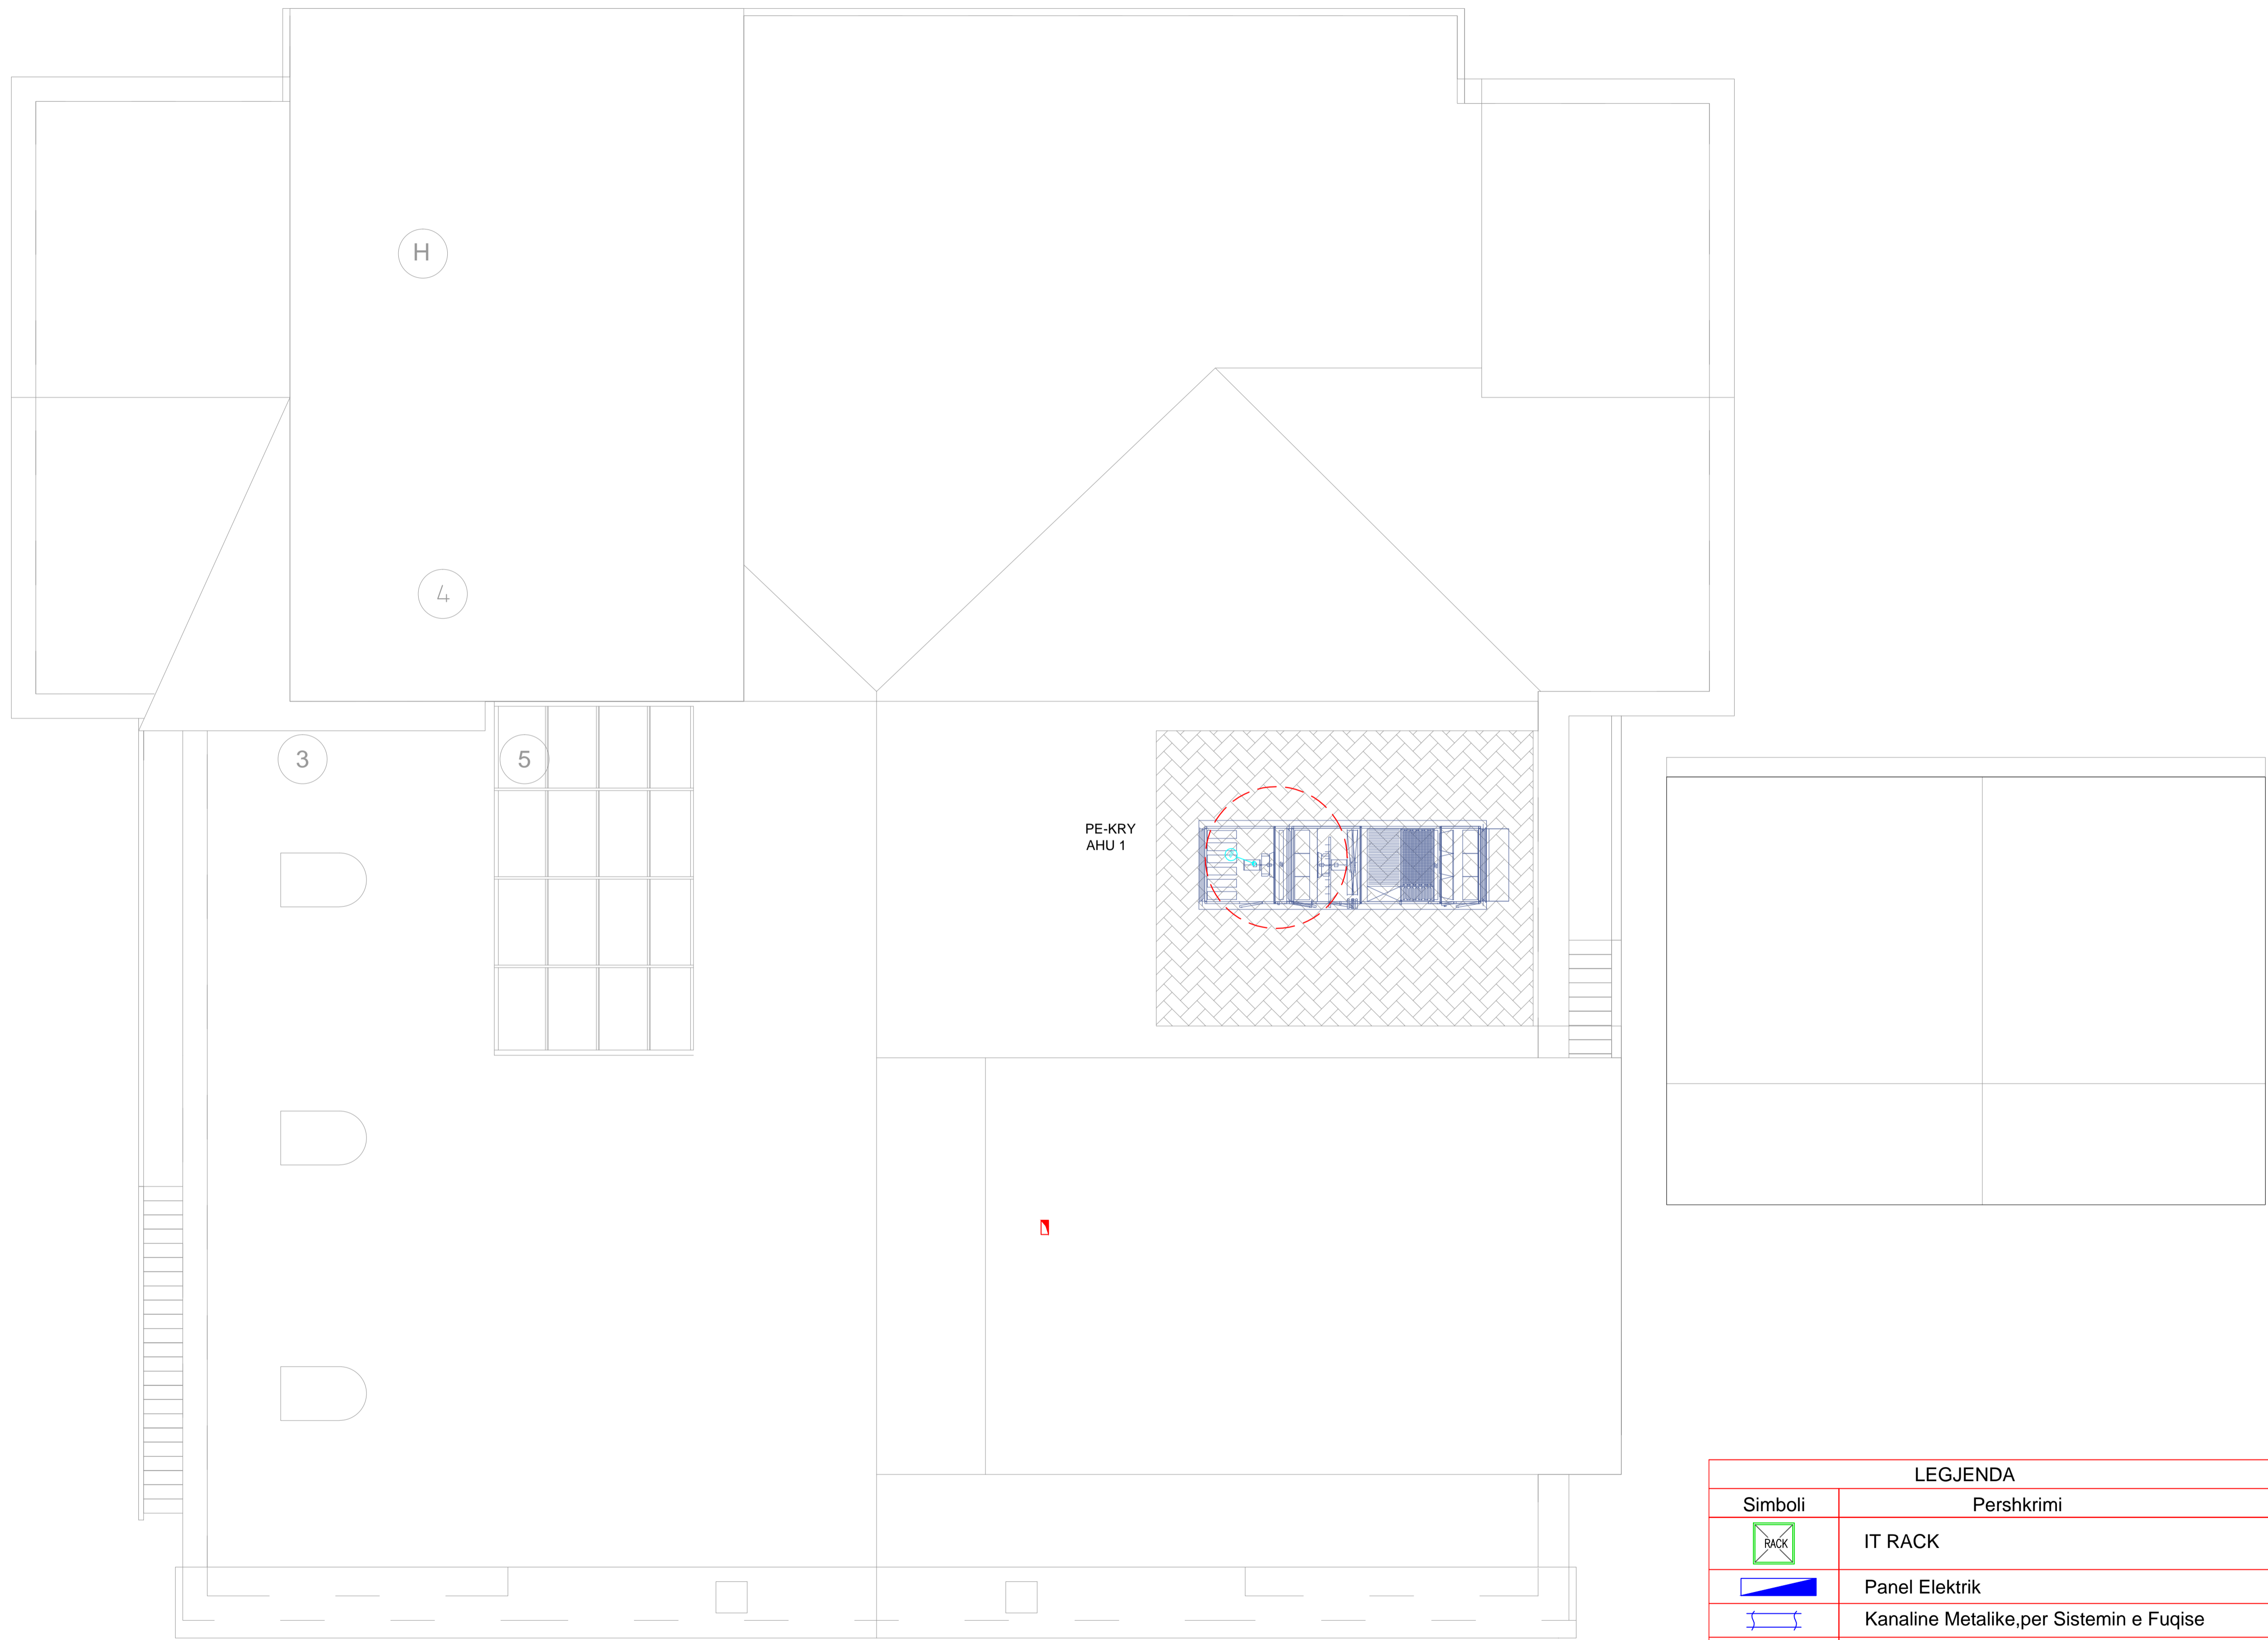 H
4
3
5
PE-KRY
AHU 1
LEGJENDA
Simboli Pershkrimi
RACK IT RACK
Panel Elektrik
Kanaline Metalike,per Sistemin e Fuqise